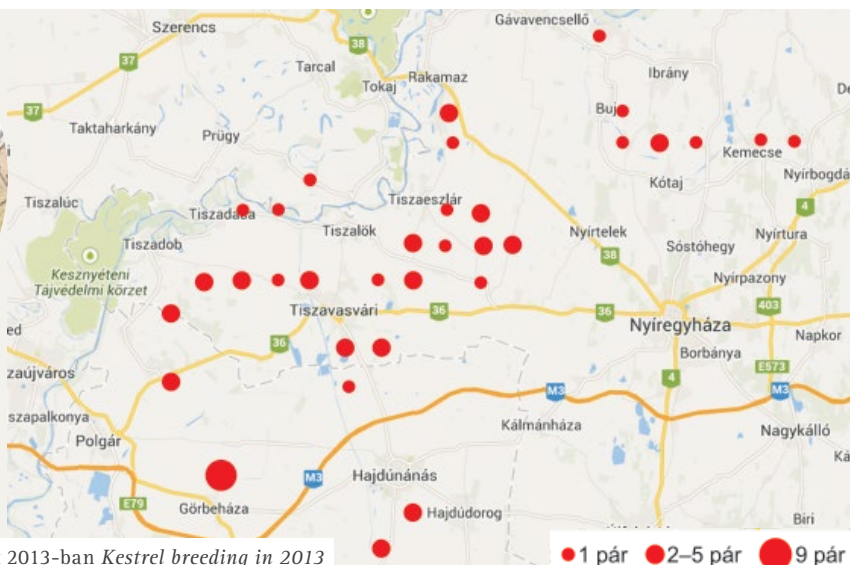 Gávavencsellő
Szerencs
38
37
Tarcal
Rakamaz
Ibrány
Tokaj
37
Buj
Taktaharkány
Prügy
Kemecse
Kótaj
Nyírbogdá
Tiszalúc
Tiszaeszlár
Tiszadada
4
Tiszadob
Tiszalök
Nyírtelek
Nyírtura
Sóstóhegy
38
Kesznyéteni
Tájvédelmi körzet
Nyírpazony
Tiszavasvári
36
36
403
ed
Nyíregyháza
Napkor
36
Borbánya
zaújváros
E573
4
M3
M3
szapalkonya
Kálmánháza
Nagykálló
Polgár
M3
Hajdúnánás
E79
Görbeháza
Hajdúdorog
Biri
2013-ban Kestrel breeding in 2013
1 pár 2–5 pár 9 pár